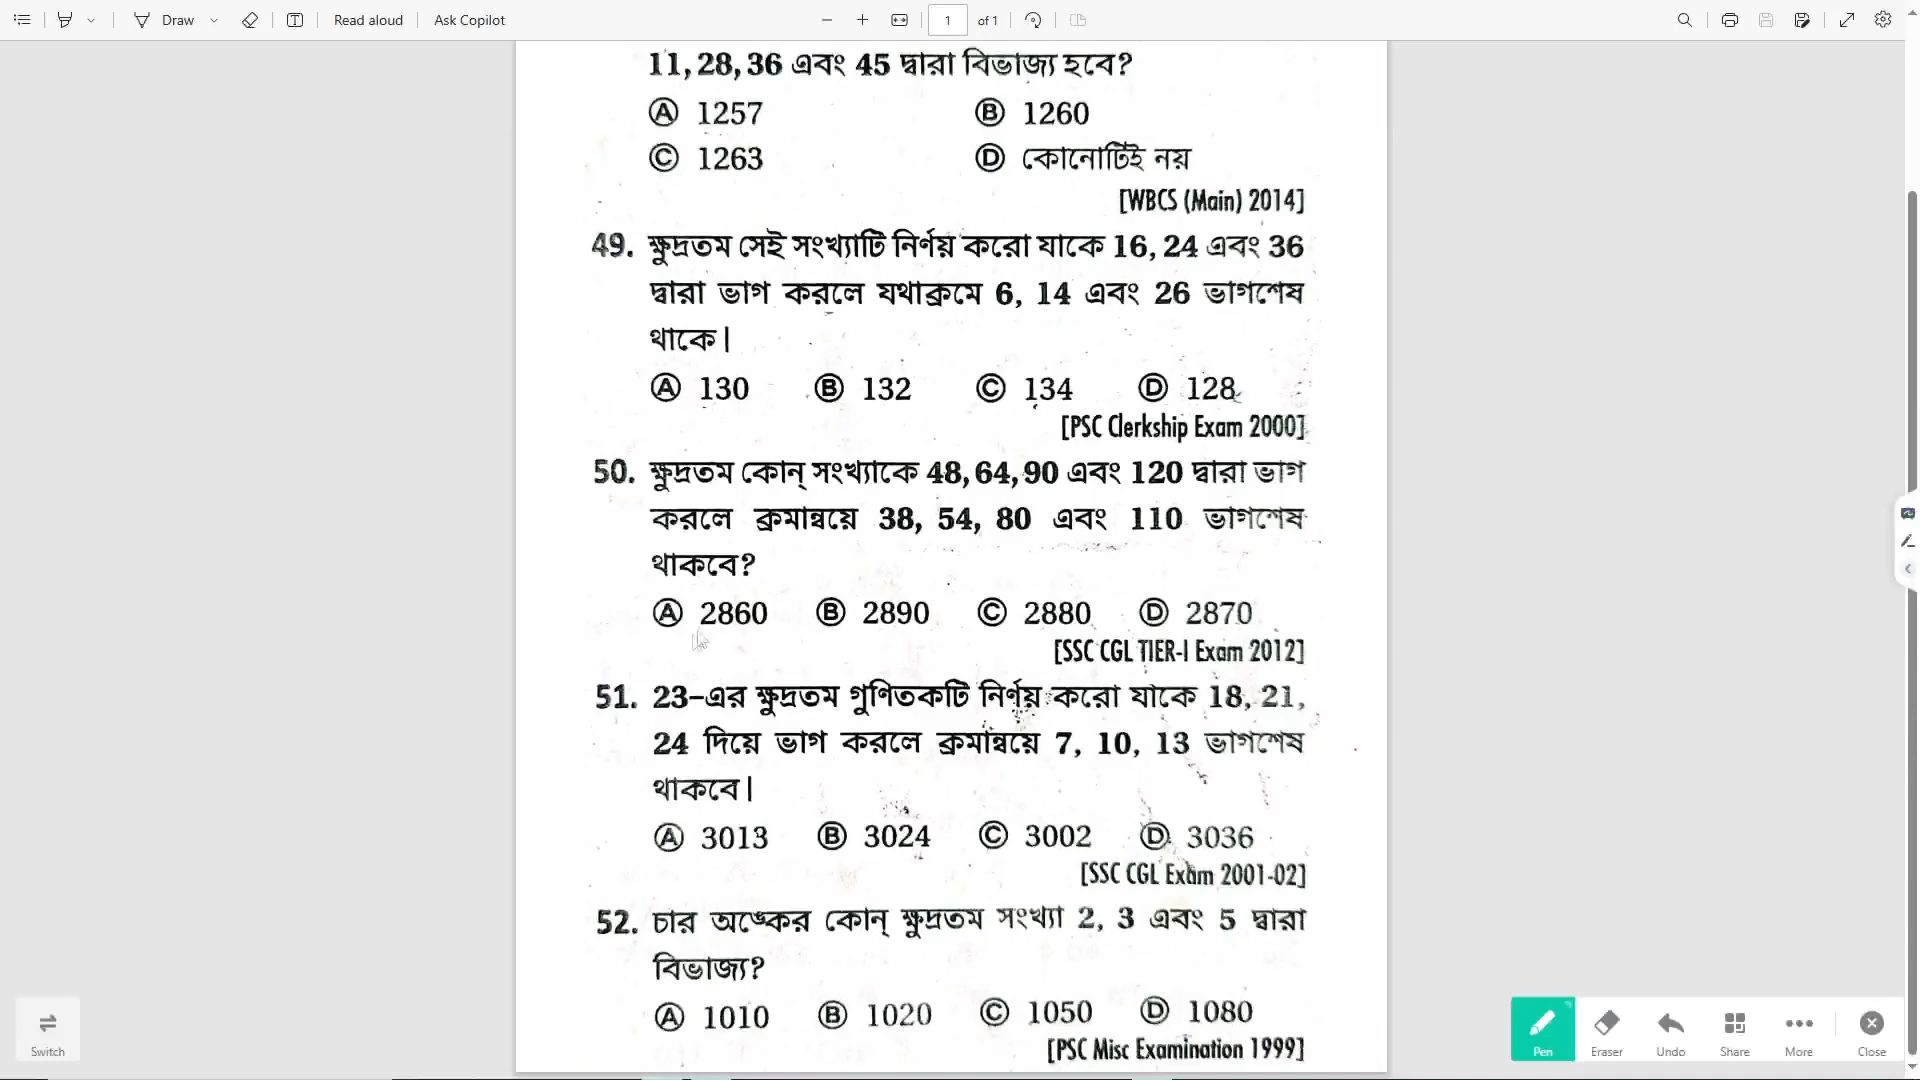 Draw
Read aloud
Ask Copilot
1 of 1
11, 28, 36 এবং 45 দ্বারা বিভাজ্য হবে?
Ⓐ 1257 Ⓑ 1260
Ⓒ 1263 Ⓓ কোনোটিই নয়
[WBCS (Main) 2014]
49. ক্ষুদ্রতম সেই সংখ্যাটি নির্ণয় করো যাকে 16, 24 এবং 36
দ্বারা ভাগ করলে যথাক্রমে 6, 14 এবং 26 ভাগশেষ
থাকে।
Ⓐ 130 Ⓑ 132 Ⓒ 134 Ⓓ 128
[PSC Clerkship Exam 2000]
50. ক্ষুদ্রতম কোন্ সংখ্যাকে 48, 64, 90 এবং 120 দ্বারা ভাগ
করলে ক্রমান্বয়ে 38, 54, 80 এবং 110 ভাগশেষ
থাকবে?
Ⓐ 2860 Ⓑ 2890 Ⓒ 2880 Ⓓ 2870
[SSC CGL TIER-I Exam 2012]
51. 23–এর ক্ষুদ্রতম গুণিতকটি নির্ণয় করো যাকে 18, 21,
24 দিয়ে ভাগ করলে ক্রমান্বয়ে 7, 10, 13 ভাগশেষ
থাকবে।
Ⓐ 3013 Ⓑ 3024 Ⓒ 3002 Ⓓ 3036
[SSC CGL Exam 2001-02]
52. চার অঙ্কের কোন্ ক্ষুদ্রতম সংখ্যা 2, 3 এবং 5 দ্বারা
বিভাজ্য?
Ⓐ 1010 Ⓑ 1020 Ⓒ 1050 Ⓓ 1080
[PSC Misc Examination 1999]
Switch
Pen
Eraser
Undo
Share
More
Close